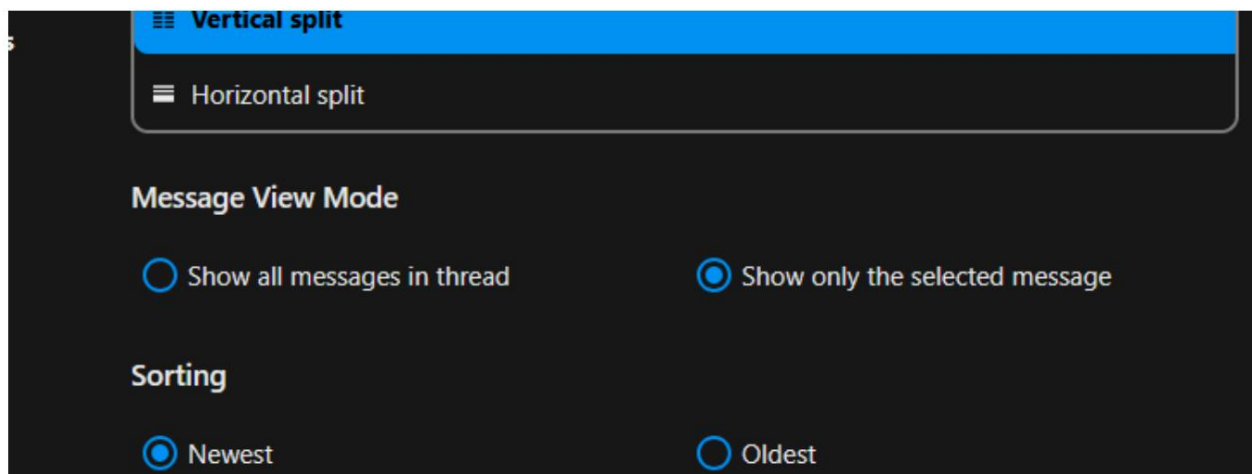 s
Vertical split
Horizontal split
Message View Mode
Show all messages in thread
Show only the selected message
Sorting
Newest
Oldest